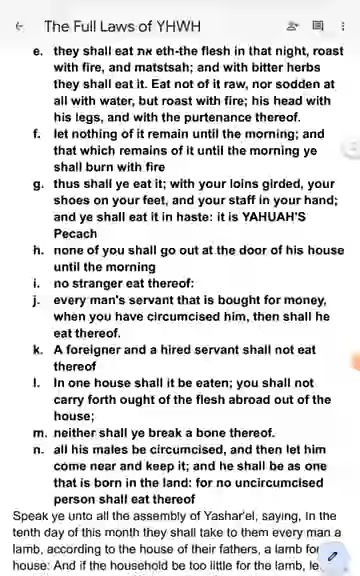 The Full Laws of YHWH
e. they shall eat את eth-the flesh in that night, roast
with fire, and matstsah; and with bitter herbs
they shall eat it. Eat not of it raw, nor sodden at
all with water, but roast with fire; his head with
his legs, and with the purtenance thereof.
f. let nothing of it remain until the morning; and
that which remains of it until the morning ye
shall burn with fire
g. thus shall ye eat it; with your loins girded, your
shoes on your feet, and your staff in your hand;
and ye shall eat it in haste: it is YAHUAH'S
Pecach
h. none of you shall go out at the door of his house
until the morning
i. no stranger eat thereof:
j. every man's servant that is bought for money,
when you have circumcised him, then shall he
eat thereof.
k. A foreigner and a hired servant shall not eat
thereof
l. In one house shall it be eaten; you shall not
carry forth ought of the flesh abroad out of the
house;
m. neither shall ye break a bone thereof.
n. all his males be circumcised, and then let him
come near and keep it; and he shall be as one
that is born in the land: for no uncircumcised
person shall eat thereof
Speak ye unto all the assembly of Yashar'el, saying, In the
tenth day of this month they shall take to them every man a
lamb, according to the house of their fathers, a lamb for
house: And if the household be too little for the lamb,